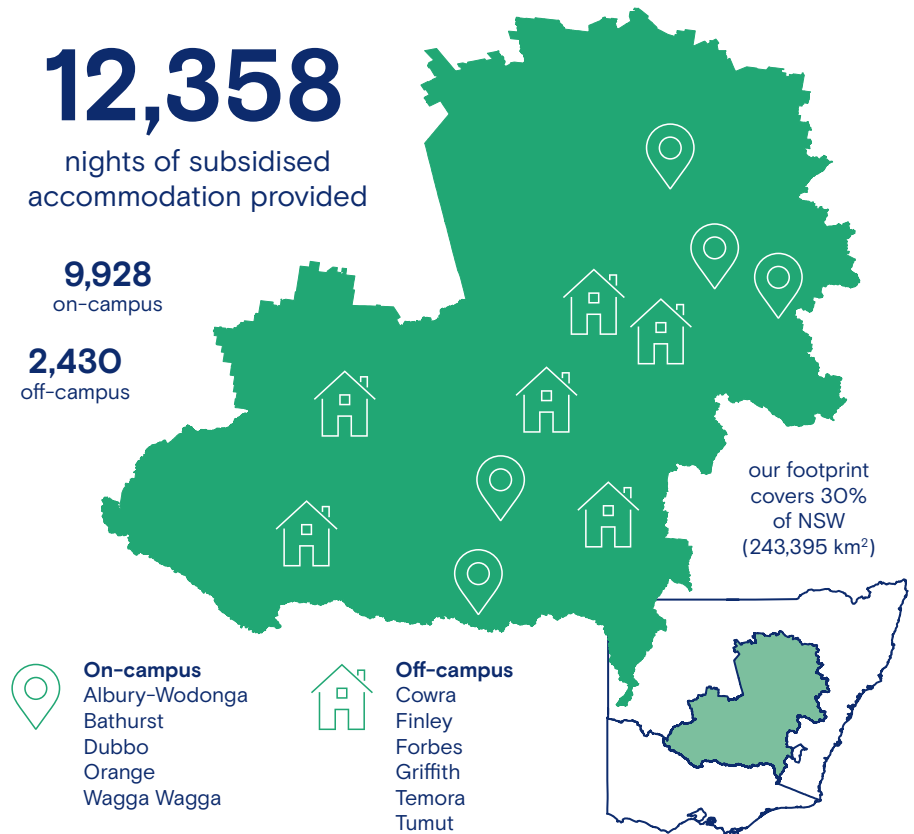 12,358
nights of subsidised
accommodation provided
9,928
on-campus
2,430
off-campus
our footprint
covers 30%
of NSW
(243,395 km²)
On-campus
Albury-Wodonga
Bathurst
Dubbo
Orange
Wagga Wagga
Off-campus
Cowra
Finley
Forbes
Griffith
Temora
Tumut